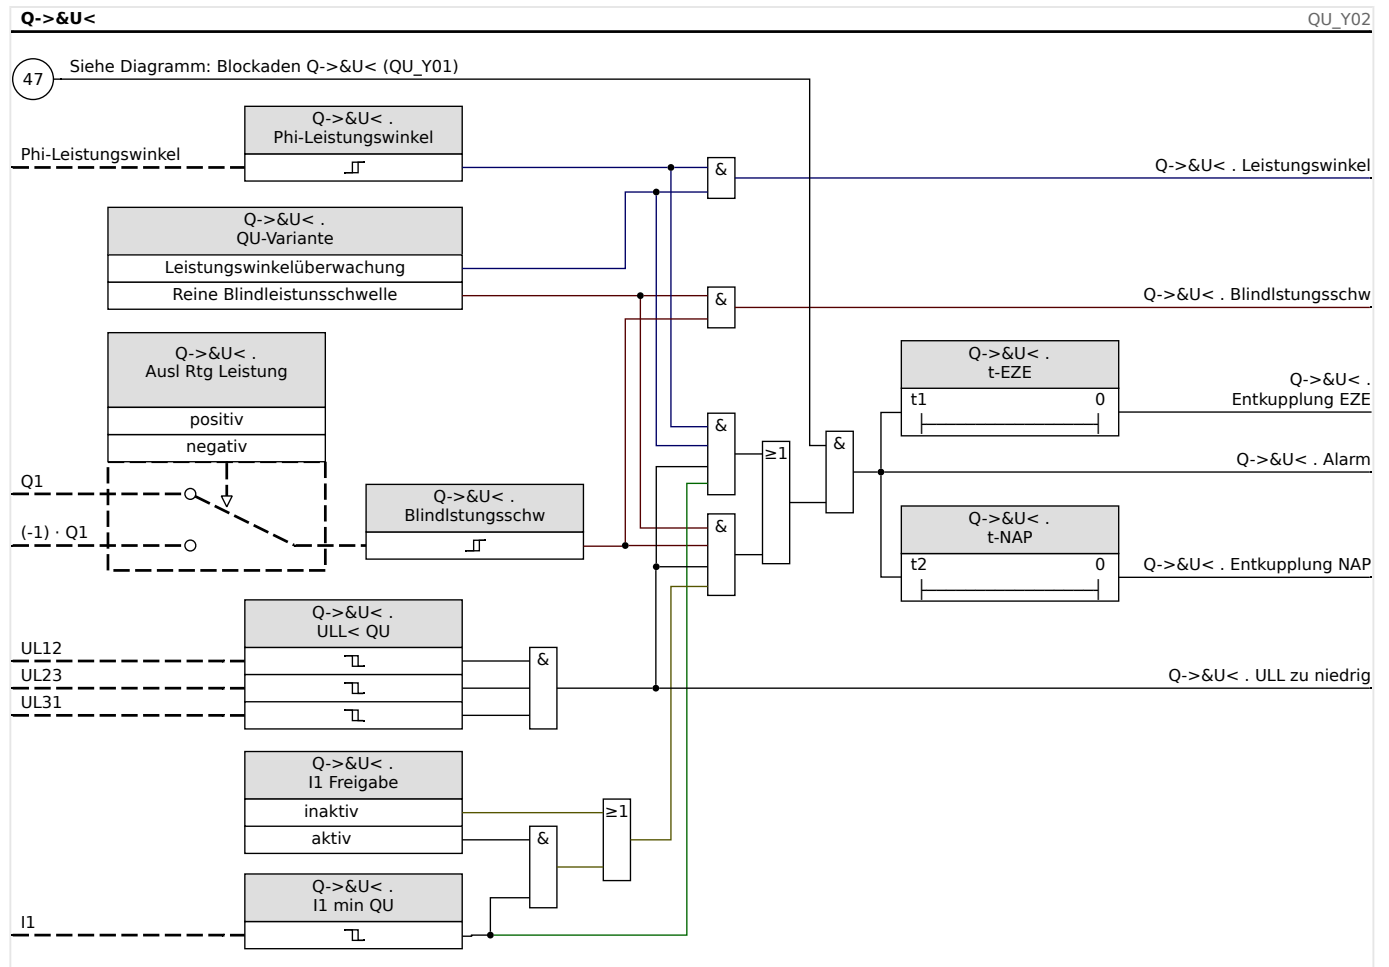 Q->&U<
QU_Y02
47
Siehe Diagramm: Blockaden Q->&U< (QU_Y01)
Q->&U< .
Phi-Leistungswinkel
Phi-Leistungswinkel
&
Q->&U< . Leistungswinkel
Q->&U< .
QU-Variante
Leistungswinkelüberwachung
Reine Blindleistunsschwelle
&
Q->&U< . Blindlstungsschw
Q->&U< .
Ausl Rtg Leistung
positiv
negativ
Q->&U< .
t-EZE
t1 0
Q->&U< .
Entkupplung EZE
&
≥1
&
Q->&U< . Alarm
Q1
(-1) · Q1
Q->&U< .
Blindlstungsschw
&
Q->&U< .
t-NAP
t2 0
Q->&U< . Entkupplung NAP
Q->&U< .
ULL< QU
UL12
UL23
UL31
&
Q->&U< . ULL zu niedrig
Q->&U< .
I1 Freigabe
inaktiv
aktiv
≥1
&
Q->&U< .
I1 min QU
I1